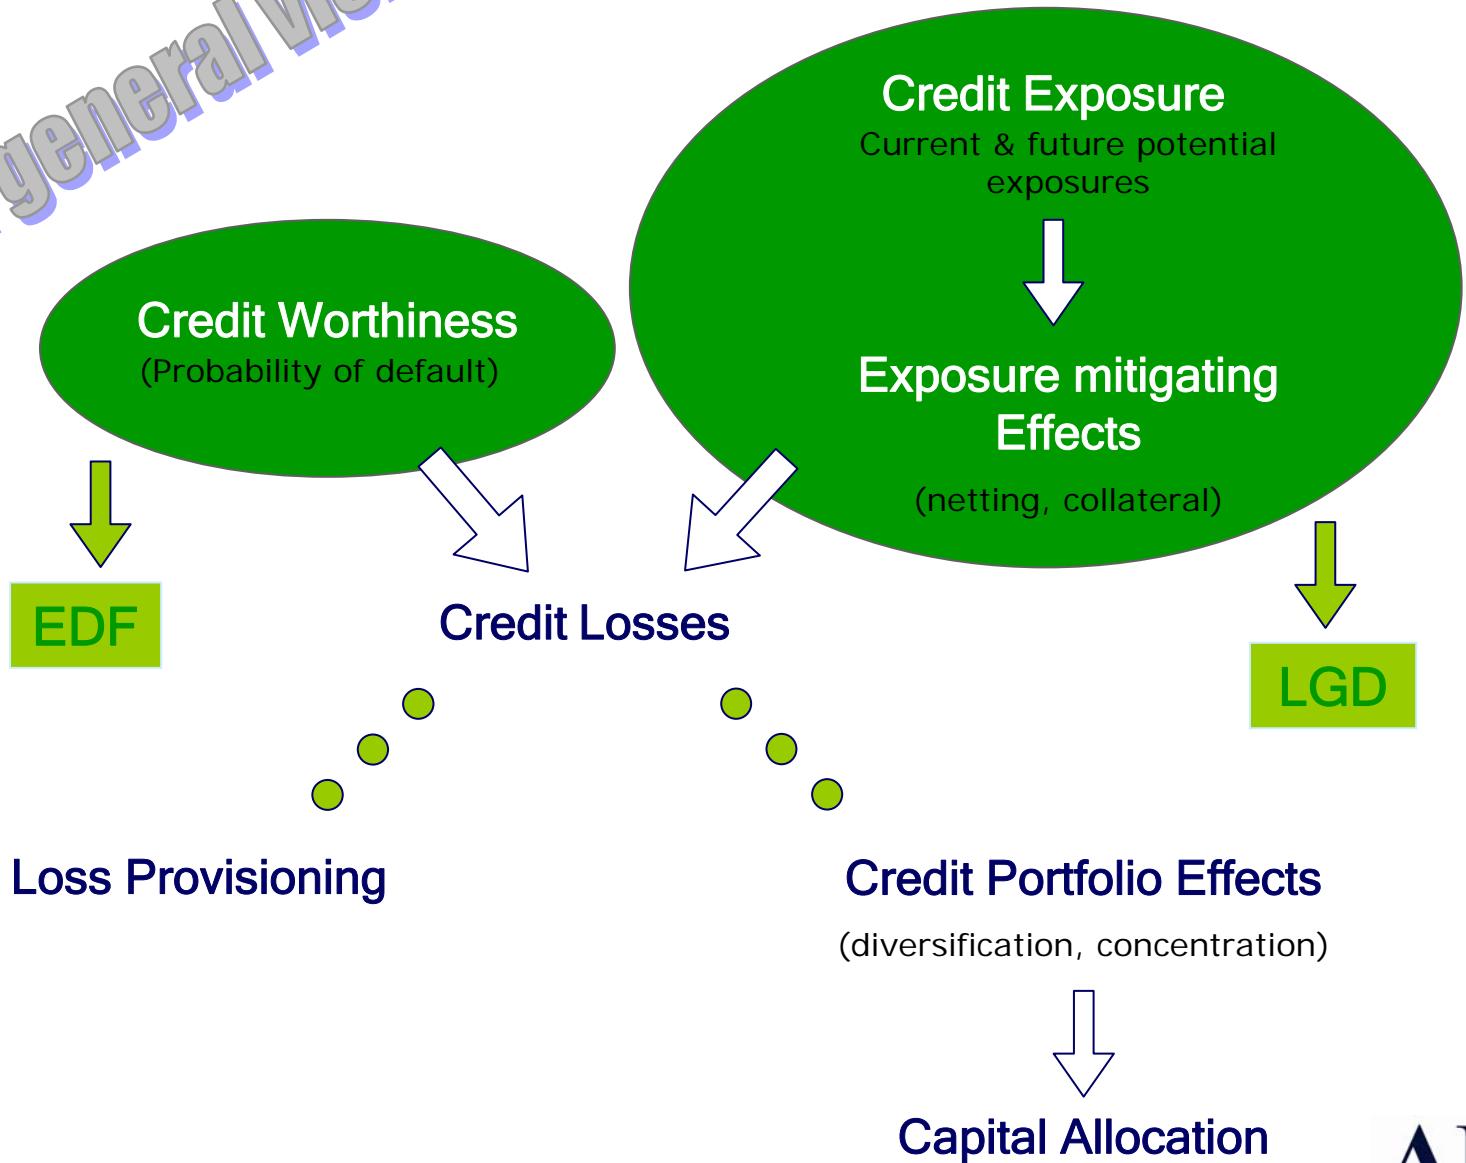 general
Credit Exposure
Current & future potential
exposures
Credit Worthiness
(Probability of default)
Exposure mitigating
Effects
(netting, collateral)
EDF
Credit Losses
LGD
Loss Provisioning
Credit Portfolio Effects
(diversification, concentration)
Capital Allocation